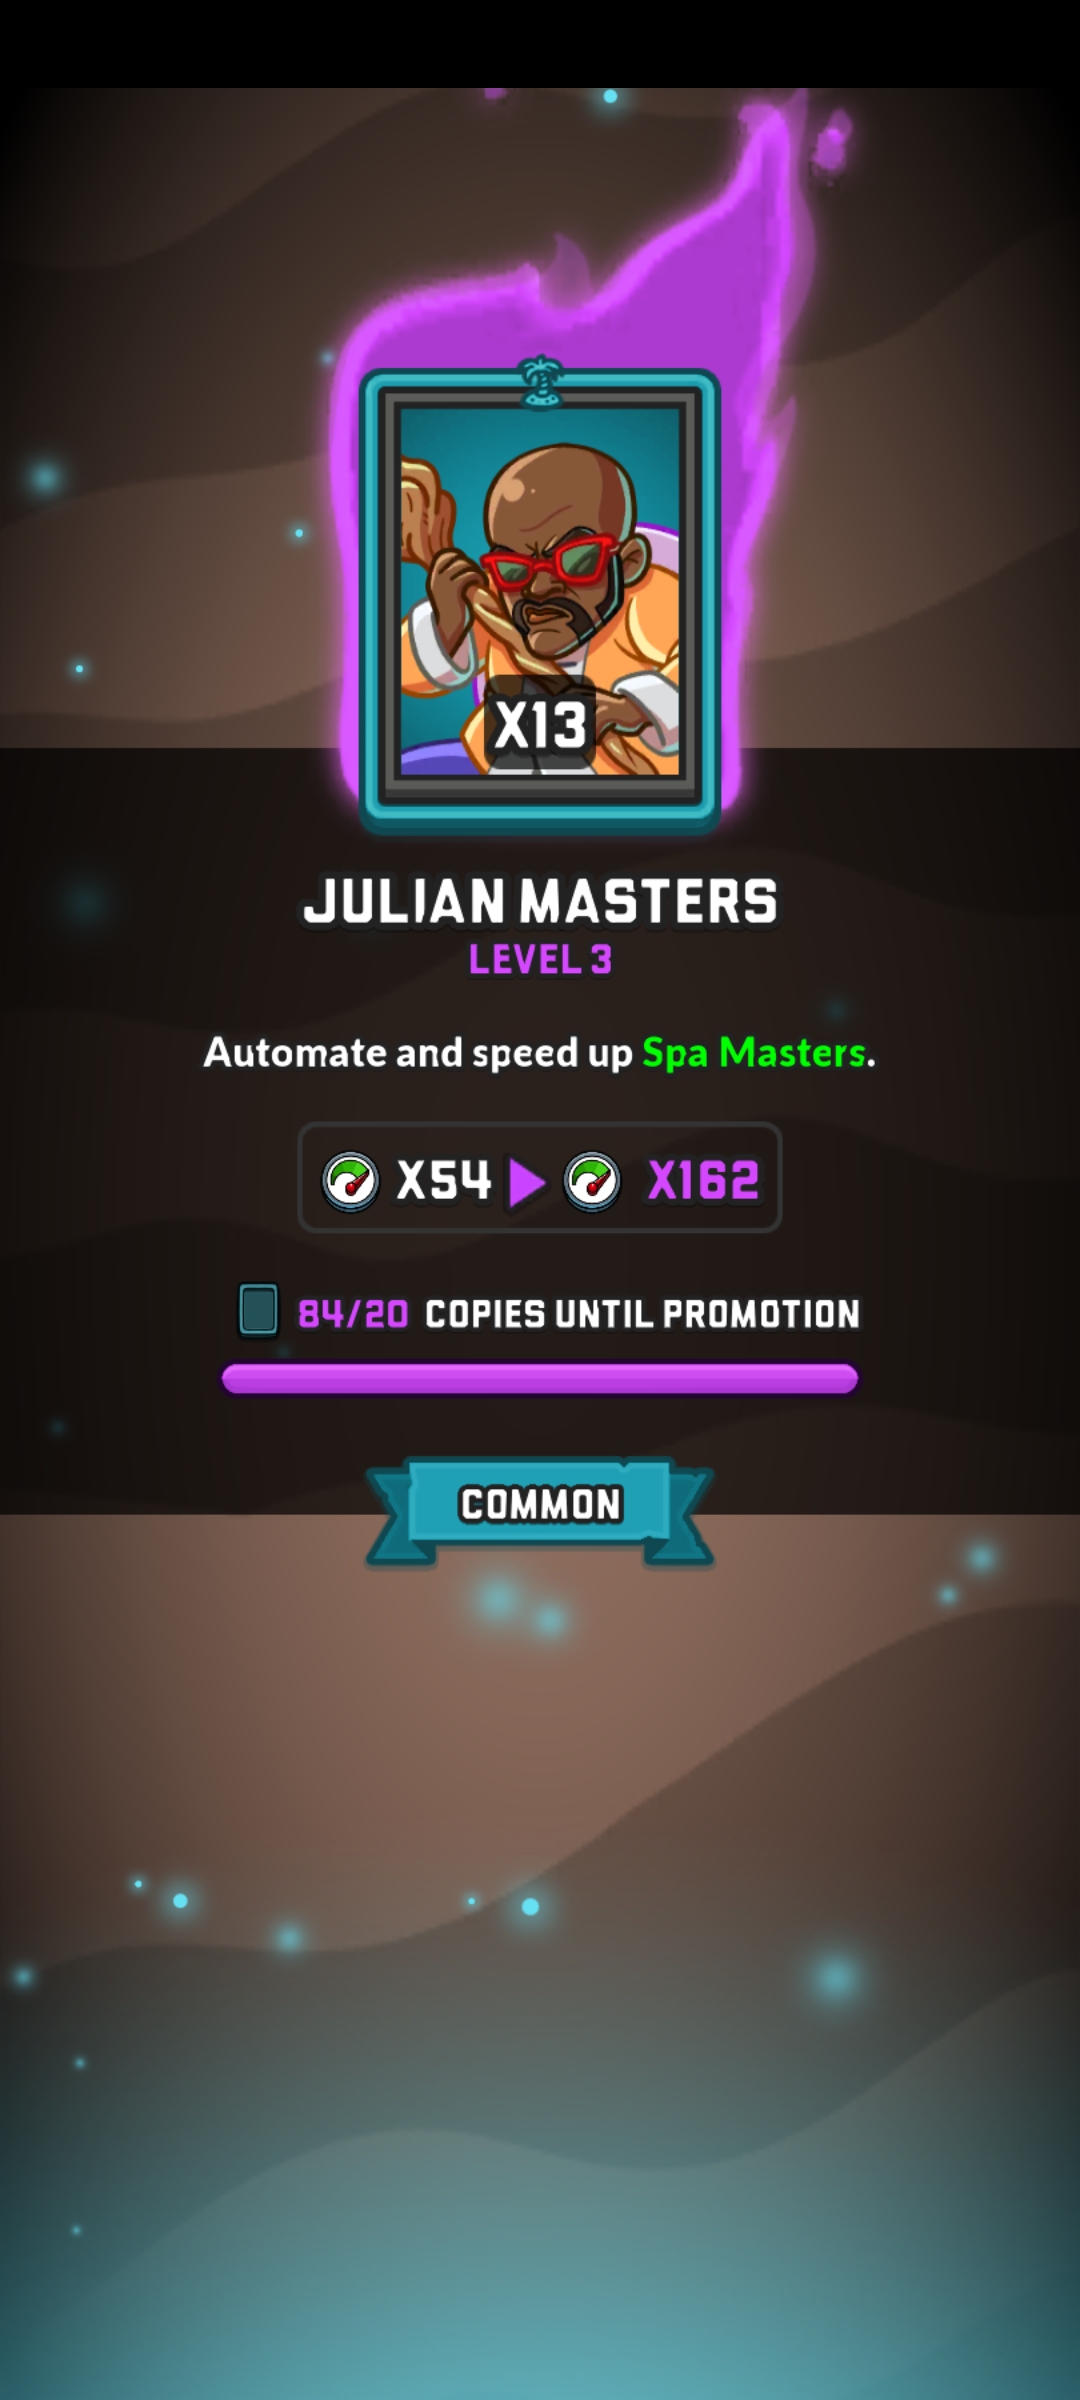 X13
JULIAN MASTERS
LEVEL 3
Automate and speed up Spa Masters.
X54 X162
84/20 COPIES UNTIL PROMOTION
COMMON